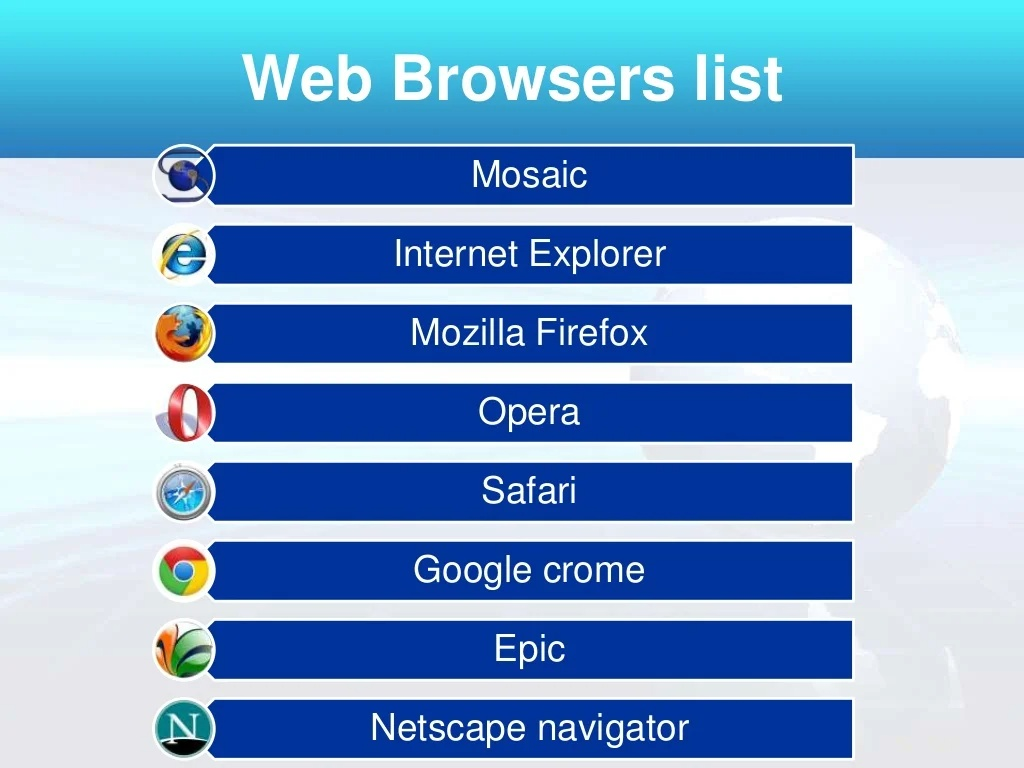 Web Browsers list
Mosaic
Internet Explorer
Mozilla Firefox
Opera
Safari
Google crome
Epic
Netscape navigator